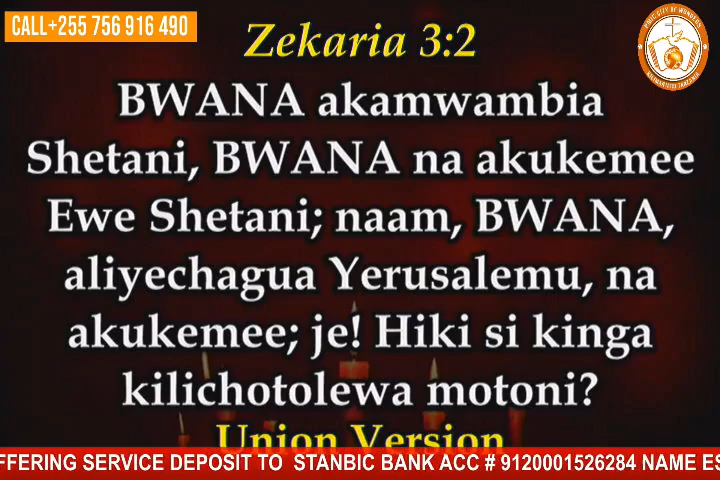 CALL+255 756 916 490
Zekaria 3:2
BWANA akamwambia
Shetani, BWANA na akukemee
Ewe Shetani; naam, BWANA,
aliyechagua Yerusalemu, na
akukemee; je! Hiki si kinga
kilichotolewa motoni?
Union Version
FFERING SERVICE DEPOSIT TO STANBIC BANK ACC # 9120001526284 NAME ES